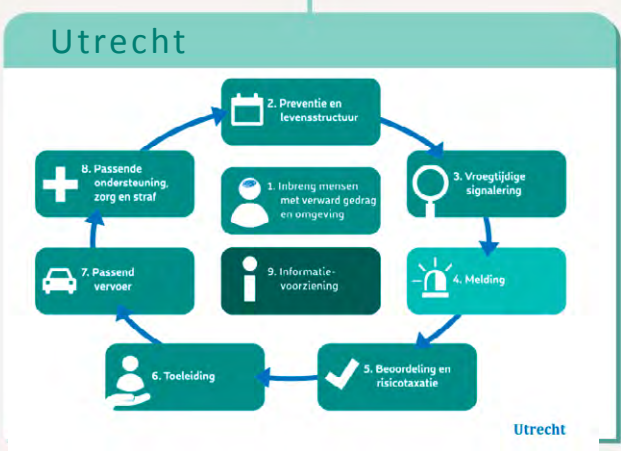 Utrecht
2. Preventie en
levensstructuur
8. Passende
ondersteuning,
zorg en straf
1. Inbreng mensen
met verward gedrag
en omgeving
3. Vroegtijdige
signalering
7. Passend
vervoer
9. Informatie-
voorziening
4. Melding
6. Toeleiding
5. Beoordeling en
risicotaxatie
Utrecht